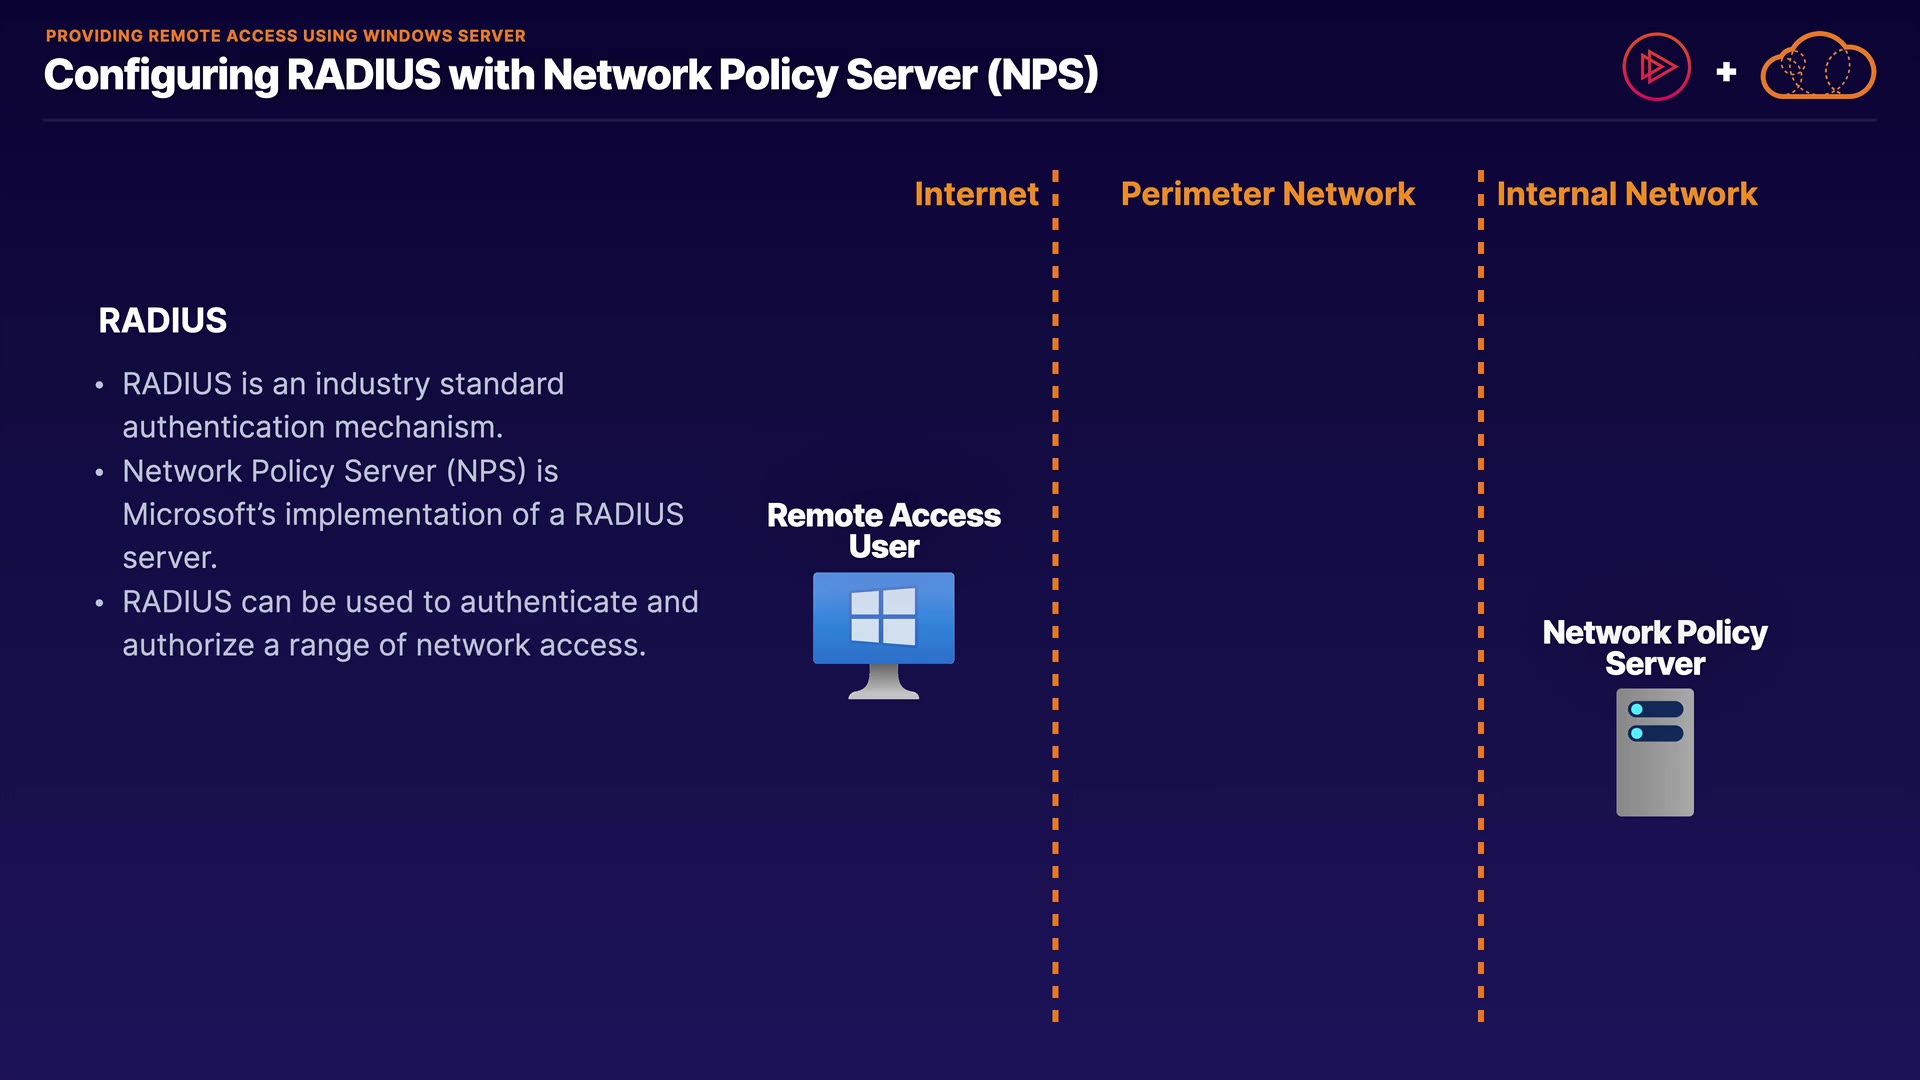 PROVIDING REMOTE ACCESS USING WINDOWS SERVER
Configuring RADIUS with Network Policy Server (NPS)
+
Internet
Perimeter Network
Internal Network
RADIUS
• RADIUS is an industry standard
authentication mechanism.
• Network Policy Server (NPS) is
Microsoft’s implementation of a RADIUS
server.
• RADIUS can be used to authenticate and
authorize a range of network access.
Remote Access
User
Network Policy
Server